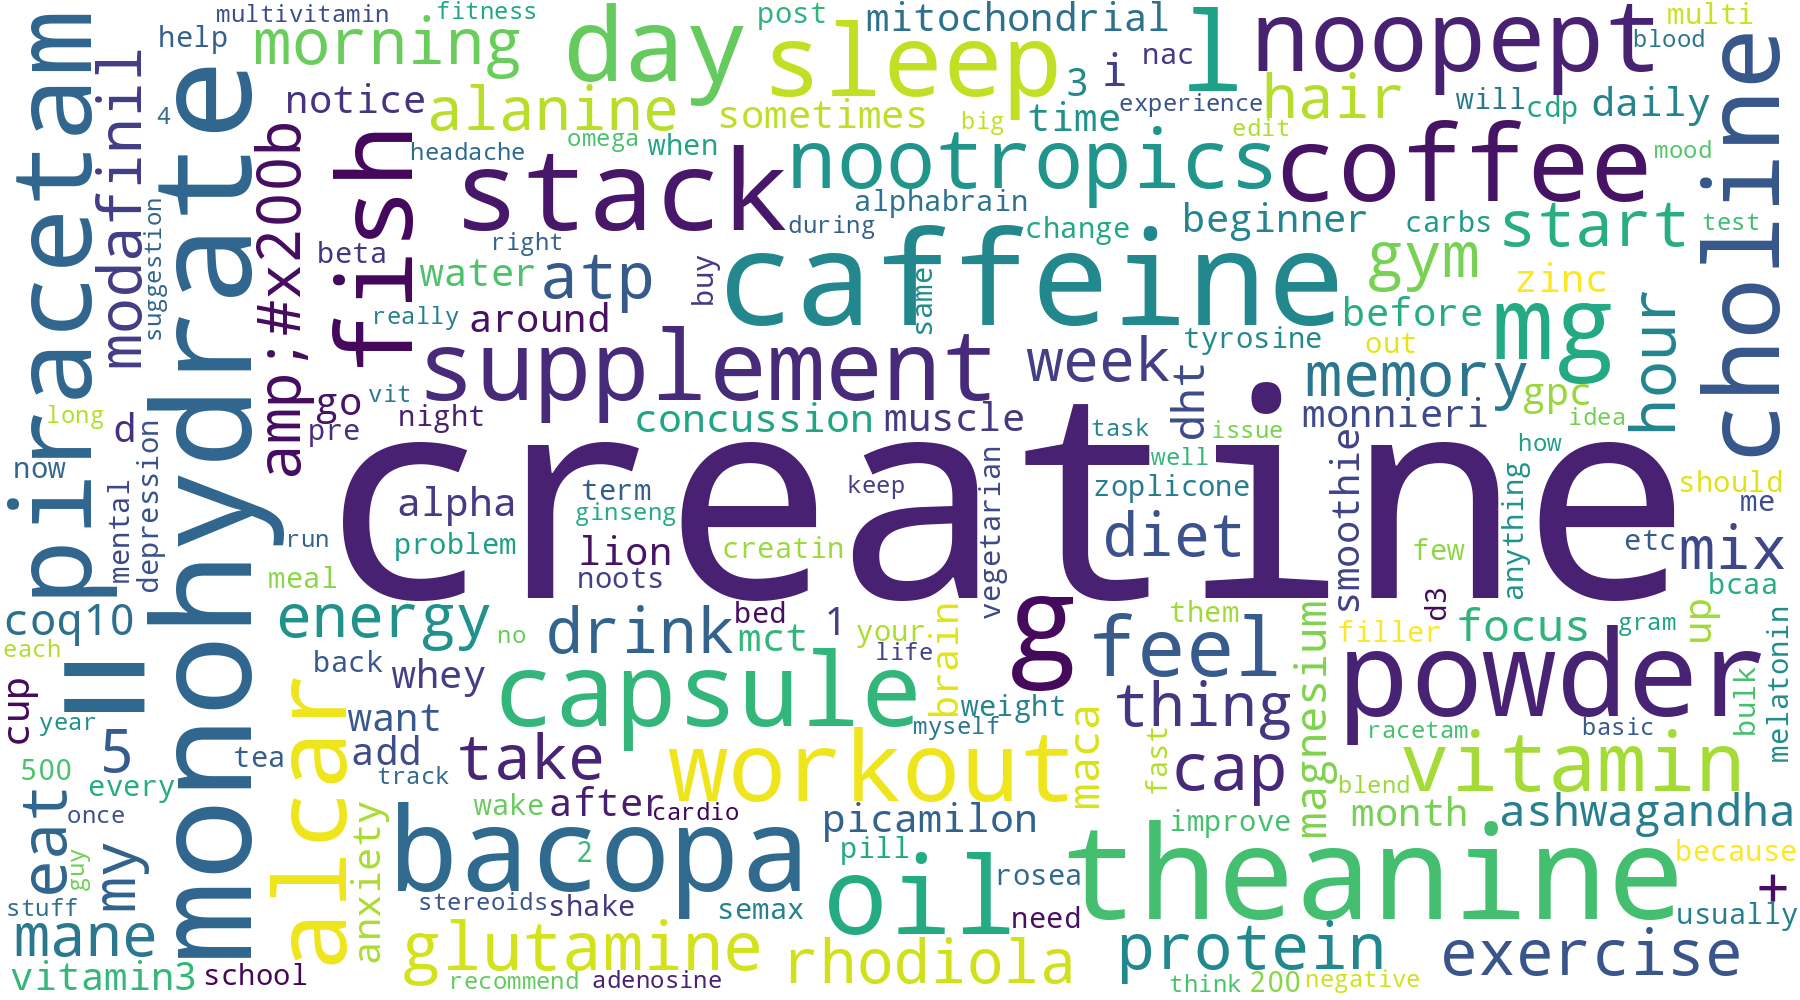 multivitamin
fitness
post
mitochondrial
l
noopept
multi
help
morning
day
sleep
3
i
nac
blood
piracetam
modafinil
monohydrate
notice
alanine
sometimes
big
time
experience
hair
edit
will
cdp
daily
choline
4
amp;#x200b
fish
headache
omega
when
stack
nootropics
coffee
mood
suggestion
right
alphabrain
during
change
beginner
carbs
start
test
beta
water
atp
buy
caffeine
same
gym
zinc
really
around
tyrosine
before
out
mg
hour
supplement
week
dht
memory
gpc
long
d
go
pre
vit
night
concussion
muscle
creatine
task
issue
monnieri
idea
how
now
mental
depression
alpha
term
ginseng
keep
vegetarian
well
zoplicone
smoothie
anything
should
me
run
problem
lion
creatin
diet
few
etc
mix
meal
noots
bcaa
coq10
energy
no
drink
bed
mct
1
your
life
brain
g
them
feel
magnesium
filler
d3
focus
gram
up
melatonin
each
ll
back
whey
capsule
weight
myself
thing
powder
bulk
cup
year
5
alcar
want
add
take
workout
maca
fast
cap
racetam
basic
vitamin
tea
track
500
every
eat
once
my
anxiety
wake
after
cardio
picamilon
improve
blend
month
ashwagandha
guy
bacopa
2
pill
oil
rosea
theanine
because
+
stuff
stereoids
shake
semax
need
usually
mane
glutamine
rhodiola
protein
exercise
vitamin3
school
recommend
adenosine
think
200
negative